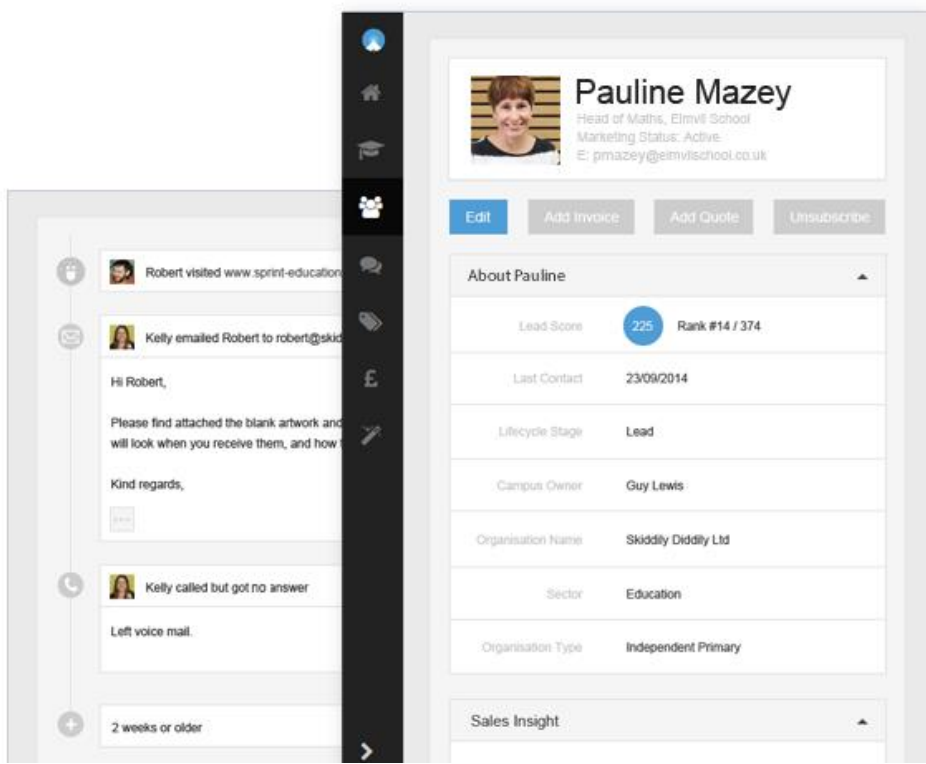 Robert visited www.sprint-education
Kelly emailed Robert to robert@skid
Hi Robert,
Please find attached the blank artwork and
will look when you receive them, and how
Kind regards,
Kelly called but got no answer
Left voice mail.
2 weeks or older
£
Pauline Mazey
Head of Maths, Elmvil School
Marketing Status: Active
E: pmazey@elmvilschool.co.uk
Edit Add Invoice Add Quote Unsubscribe
About Pauline
Lead Score 225 Rank #14 / 374
Last Contact 23/09/2014
Lifecycle Stage Lead
Campus Owner Guy Lewis
Organisation Name Skiddily Diddily Ltd
Sector Education
Organisation Type Independent Primary
Sales Insight